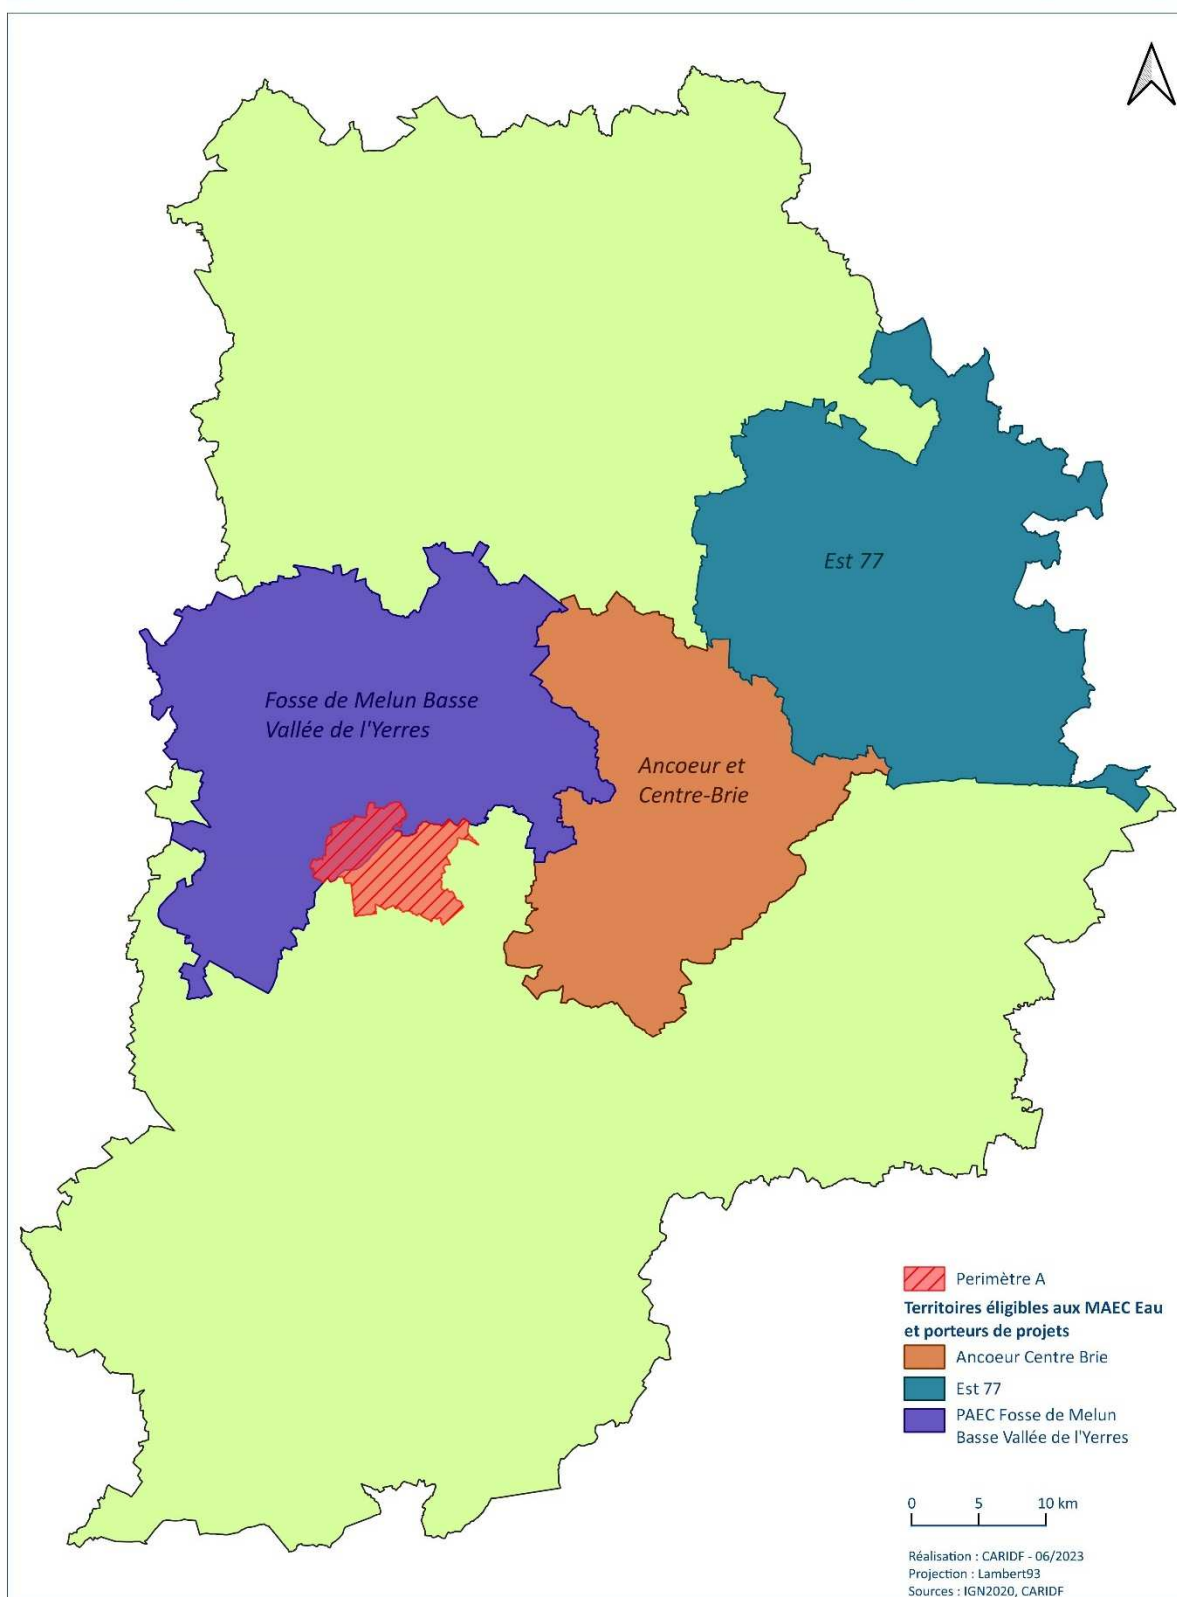 Est 77
Fosse de Melun Basse
Vallée de l'Yerres
Ancoeur et
Centre-Brie
Perimètre A
Territoires éligibles aux MAEC Eau
et porteurs de projets
Ancoeur Centre Brie
Est 77
PAEC Fosse de Melun
Basse Vallée de l'Yerres
0 5 10 km
Réalisation : CARIDF - 06/2023
Projection : Lambert93
Sources : IGN2020, CARIDF